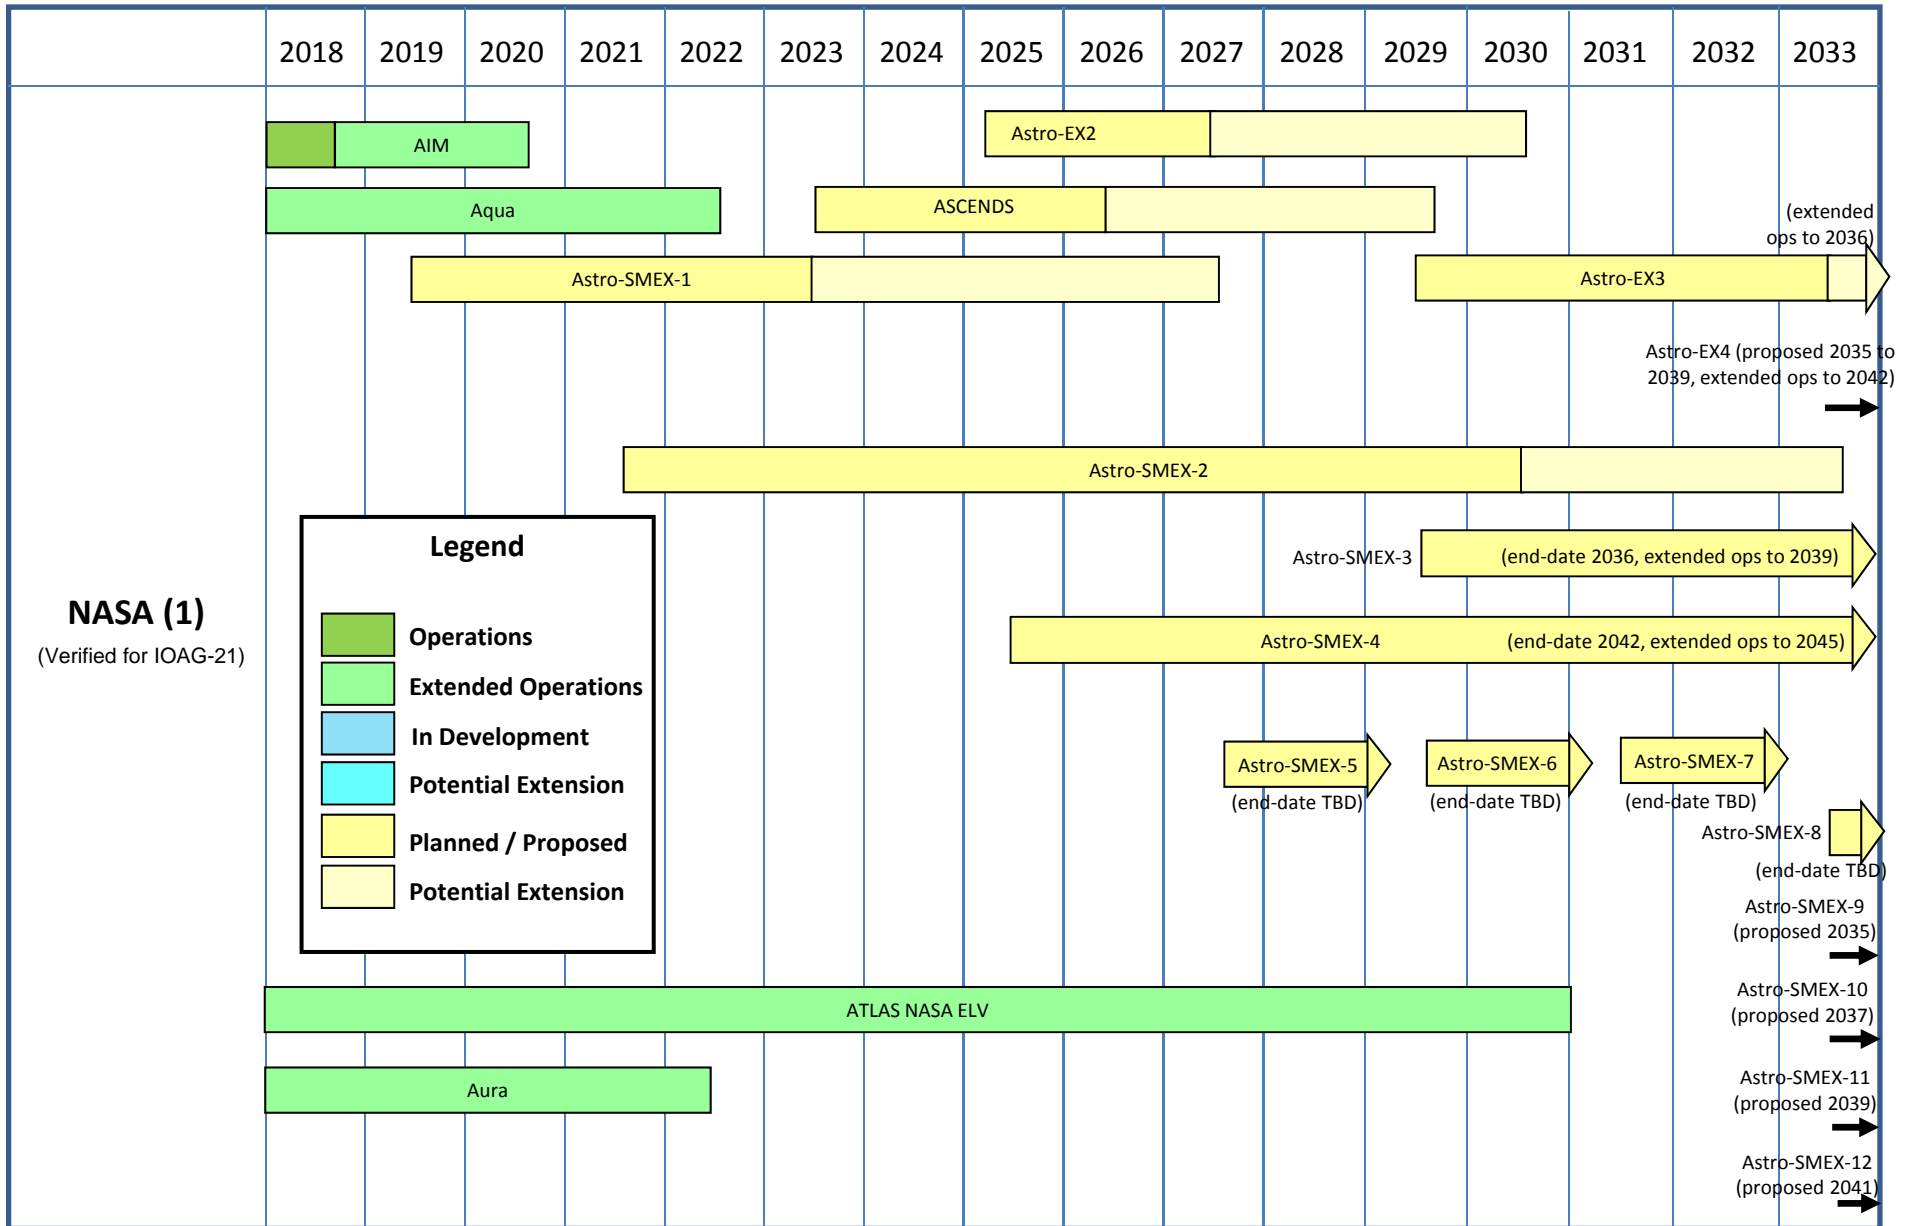 2018 2019 2020 2021 2022 2023 2024 2025 2026 2027 2028 2029 2030 2031 2032 2033
AIM
Astro-EX2
Aqua
ASCENDS
(extended
ops to 2036)
Astro-SMEX-1
Astro-EX3
Astro-EX4 (proposed 2035 to
2039, extended ops to 2042)
Astro-SMEX-2
Astro-SMEX-3
(end-date 2036, extended ops to 2039)
Astro-SMEX-4
(end-date 2042, extended ops to 2045)
NASA (1)
(Verified for IOAG-21)
Legend
Operations
Extended Operations
In Development
Potential Extension
Planned / Proposed
Potential Extension
Astro-SMEX-5
(end-date TBD)
Astro-SMEX-6
(end-date TBD)
Astro-SMEX-7
(end-date TBD)
Astro-SMEX-8
(end-date TBD)
Astro-SMEX-9
(proposed 2035)
ATLAS NASA ELV
Astro-SMEX-10
(proposed 2037)
Aura
Astro-SMEX-11
(proposed 2039)
Astro-SMEX-12
(proposed 2041)